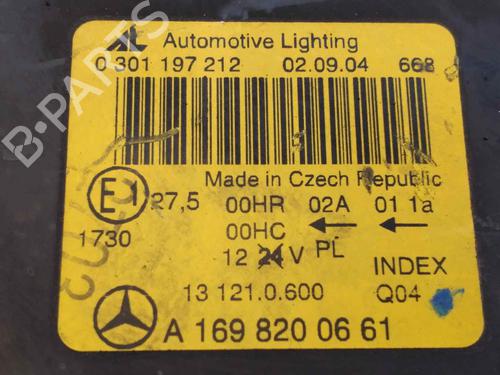 AL Automotive Lighting
0 301 197 212 02.09.04 668
Made in Czech Republic
E1 27,5 00HR 02A 01 1a
1730 00HC ← ←
12 24 V PL
INDEX
13 121.0.600 Q04
A 169 820 06 61